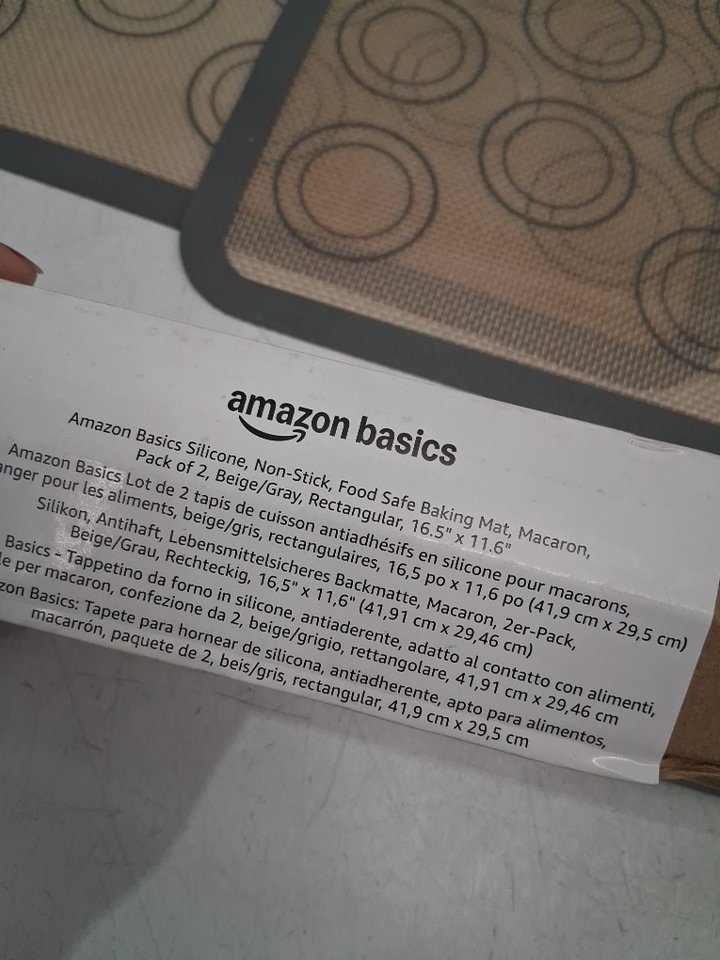 amazon basics
Amazon Basics Silicone, Non-Stick, Food Safe Baking Mat, Macaron,
Pack of 2, Beige/Gray, Rectangular, 16.5" x 11.6"
Amazon Basics Lot de 2 tapis de cuisson antiadhésifs en silicone pour macarons,
pour les aliments, beige/gris, rectangulaires, 16,5 po x 11,6 po (41,9 cm x 29,5 cm)
Silikon, Antihaft, Lebensmittelsicheres Backmatte, Macaron, 2er-Pack,
Beige/Grau, Rechteckig, 16,5" x 11,6" (41,91 cm x 29,46 cm)
Basics - Tappetino da forno in silicone, antiaderente, adatto al contatto con alimenti,
per macaron, confezione da 2, beige/grigio, rettangolare, 41,91 cm x 29,46 cm
Basics: Tapete para hornear de silicona, antiadherente, apto para alimentos,
macarrón, paquete de 2, beis/gris, rectangular, 41,9 cm x 29,5 cm